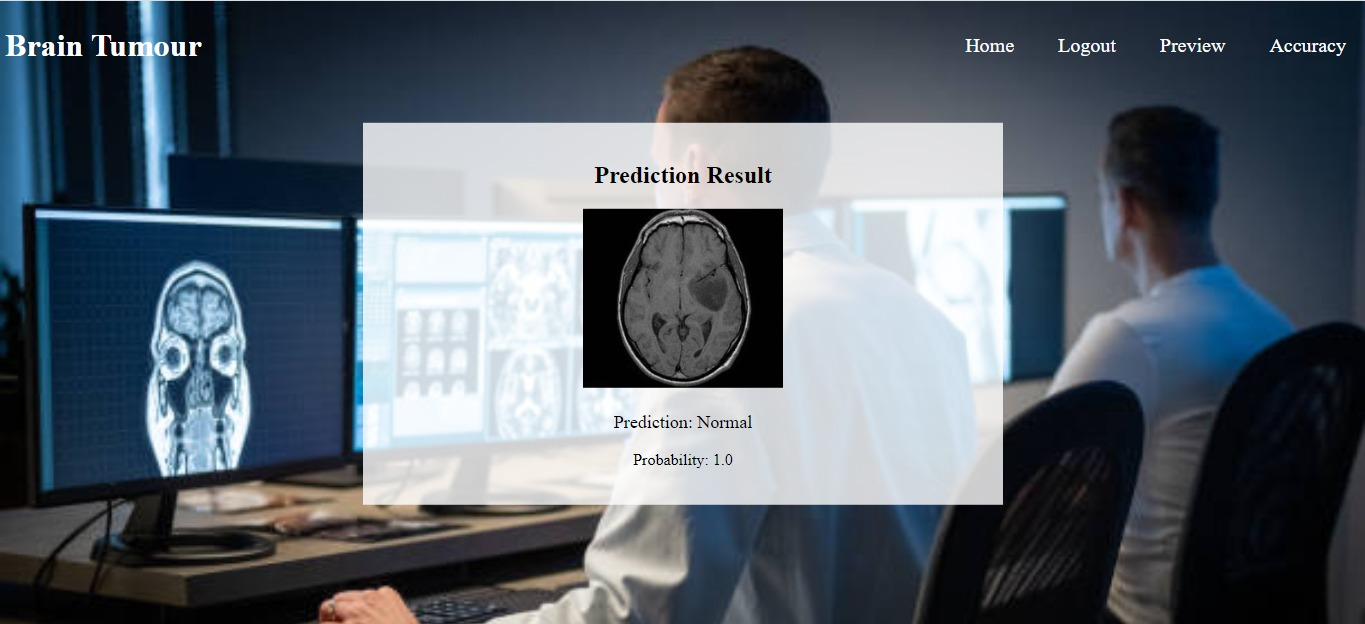 Brain Tumour
Home Logout Preview Accuracy
Prediction Result
Prediction: Normal
Probability: 1.0